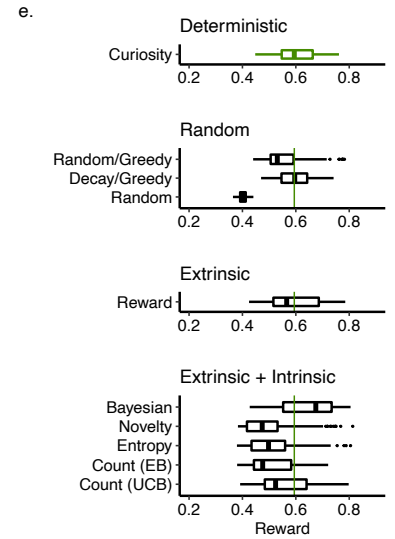 e.
Deterministic
Curiosity
0.2 0.4 0.6 0.8
Random
Random/Greedy
Decay/Greedy
Random
0.2 0.4 0.6 0.8
Extrinsic
Reward
0.2 0.4 0.6 0.8
Extrinsic + Intrinsic
Bayesian
Novelty
Entropy
Count (EB)
Count (UCB)
0.2 0.4 0.6 0.8
Reward